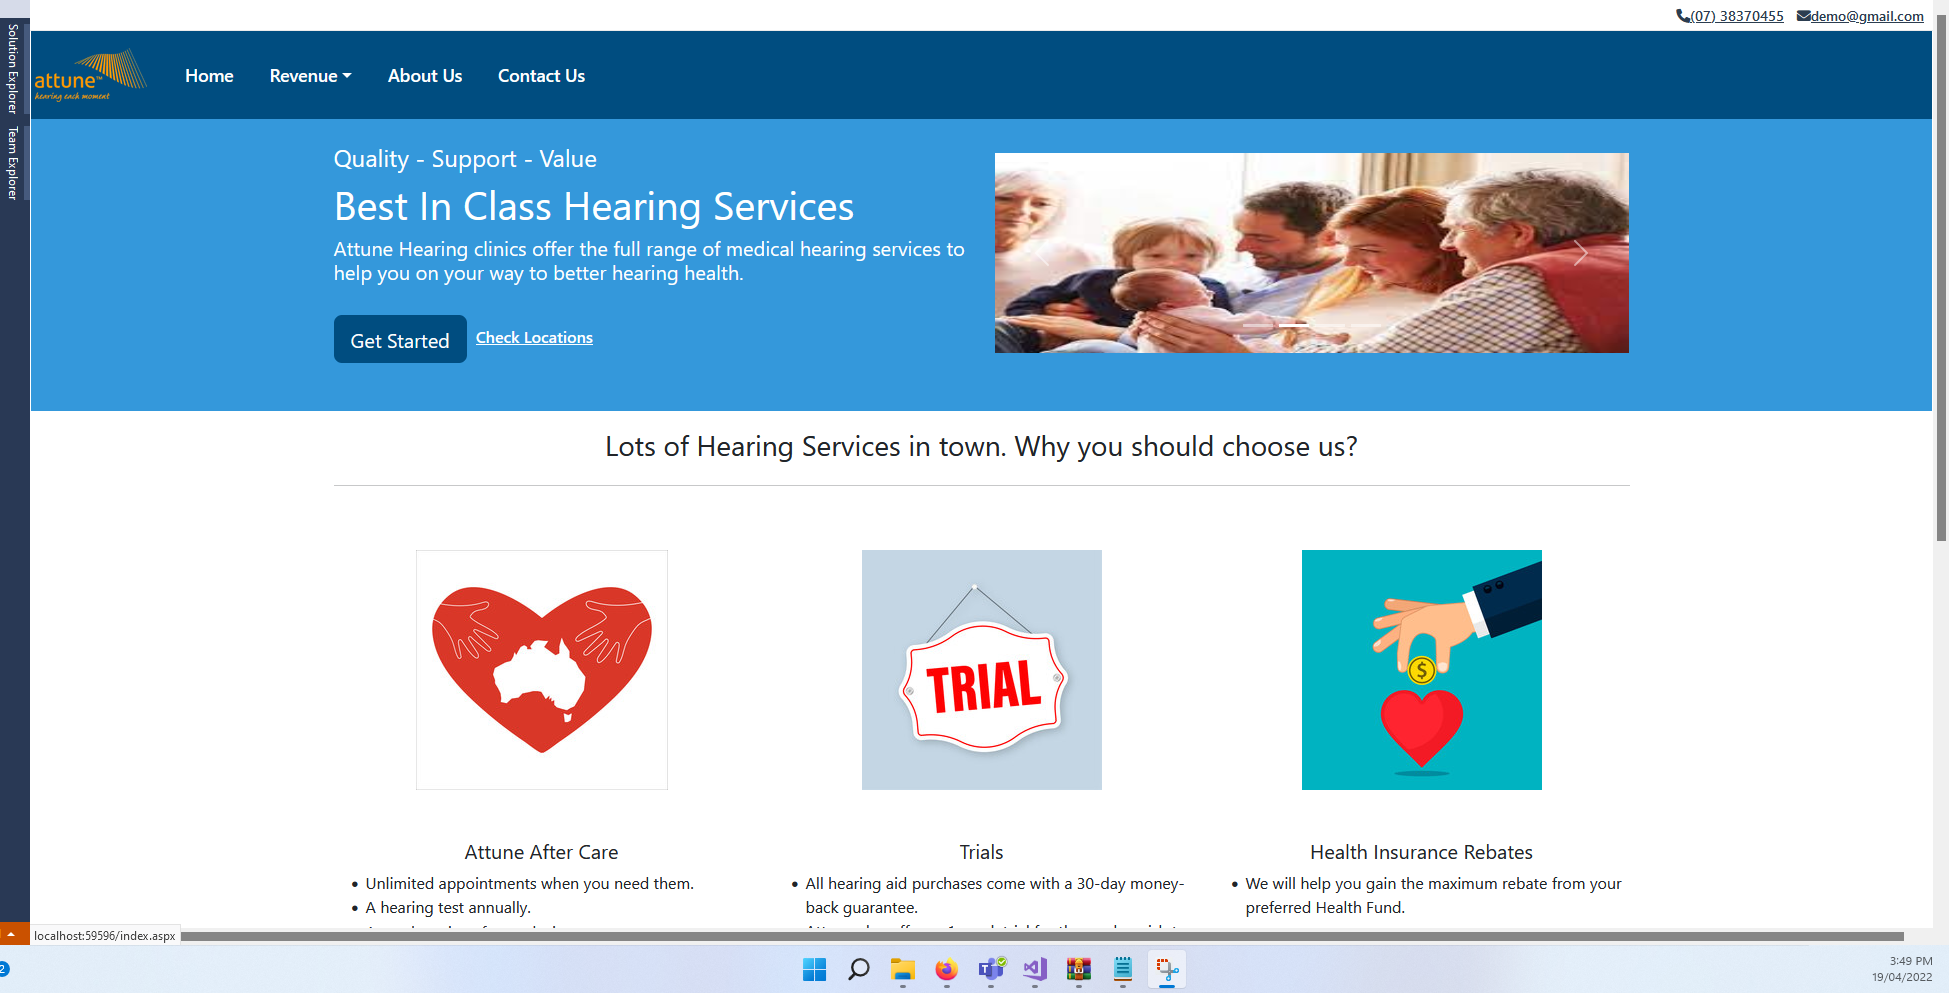 (07) 38370455 demo@gmail.com
Solution Explorer
Team Explorer
attune™
hearing each moment
Home Revenue About Us Contact Us
Quality - Support - Value
Best In Class Hearing Services
Attune Hearing clinics offer the full range of medical hearing services to
help you on your way to better hearing health.
Get Started Check Locations
Lots of Hearing Services in town. Why you should choose us?
TRIAL
$
Attune After Care
• Unlimited appointments when you need them.
• A hearing test annually.
Trials
• All hearing aid purchases come with a 30-day money-
back guarantee.
Health Insurance Rebates
• We will help you gain the maximum rebate from your
preferred Health Fund.
localhost:59596/index.aspx
2
3:49 PM
19/04/2022